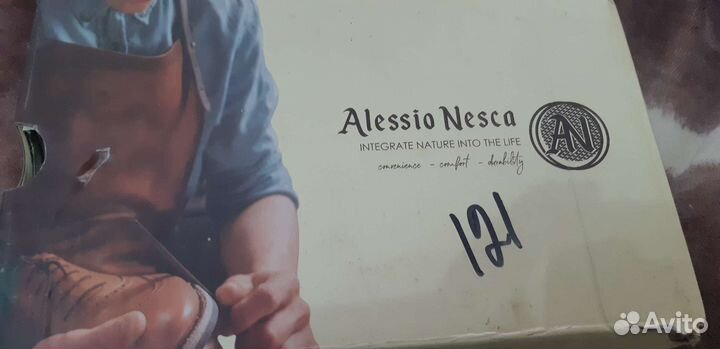 Alessio Nesca
INTEGRATE NATURE INTO THE LIFE
convenience - comfort - durability
AN
121
Avito